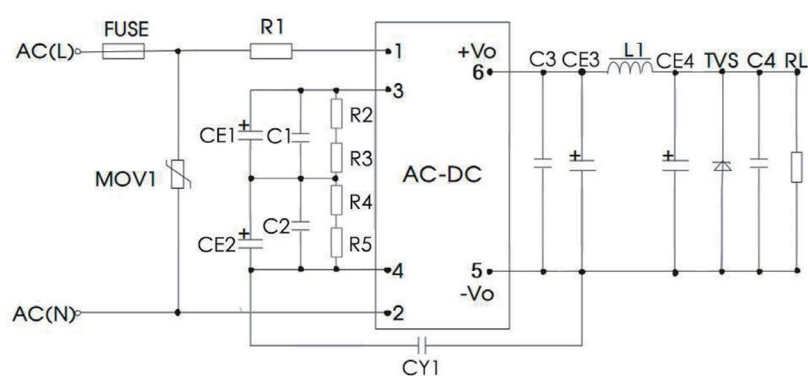 FUSE
R1
AC(L)
1
+Vo
6
C3
CE3
L1
CE4
TVS
C4
RL
3
R2
CE1
C1
R3
AC-DC
MOV1
R4
CE2
C2
R5
4
5
-Vo
AC(N)
2
CY1
+
+
+
+